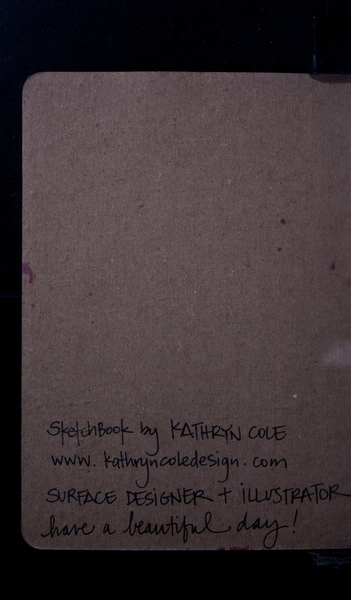 SketchBook by KATHRYN COLE
www.kathryncoledesign.com
SURFACE DESIGNER + ILLUSTRATOR
have a beautiful day!